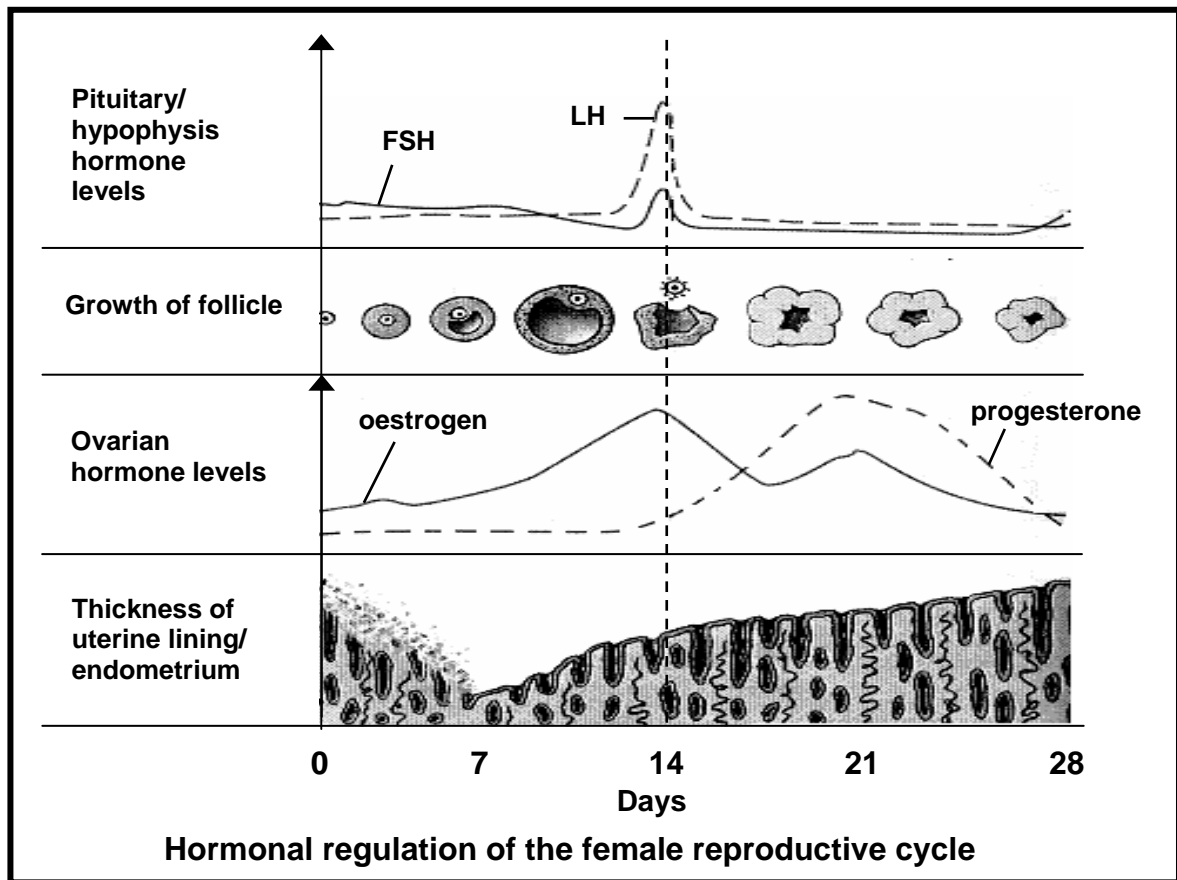 Pituitary/
hypophysis
hormone
levels
FSH
LH
Growth of follicle
Ovarian
hormone levels
oestrogen
progesterone
Thickness of
uterine lining/
endometrium
0 7 14 21 28
Days
Hormonal regulation of the female reproductive cycle